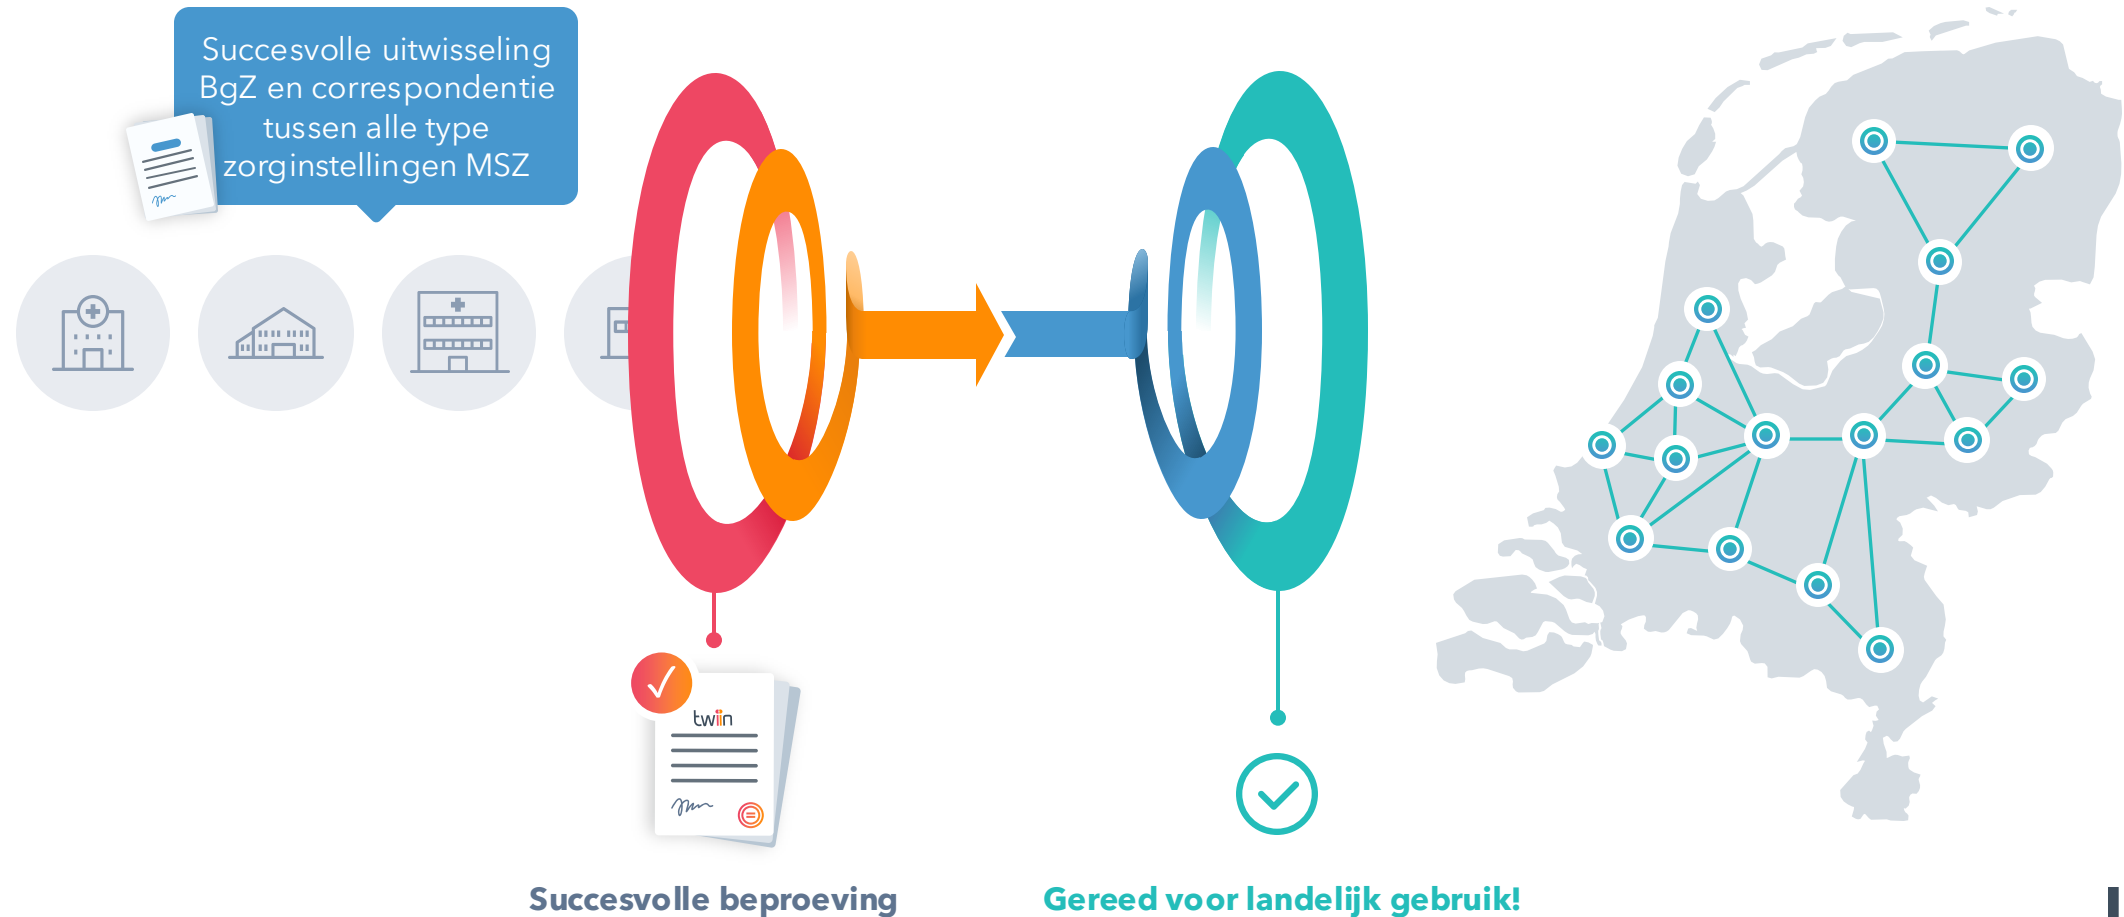 Succesvolle uitwisseling
BgZ en correspondentie
tussen alle type
zorginstellingen MSZ
twiin
Succesvolle beproeving
Gereed voor landelijk gebruik!